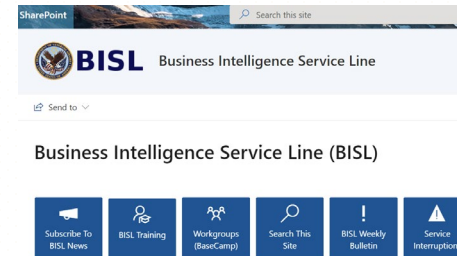 SharePoint
Search this site
BISL Business Intelligence Service Line
Send to
Business Intelligence Service Line (BISL)
Subscribe To
BISL News
BISL Training
Workgroups
(BaseCamp)
Search This
Site
BISL Weekly
Bulletin
Service
Interruption